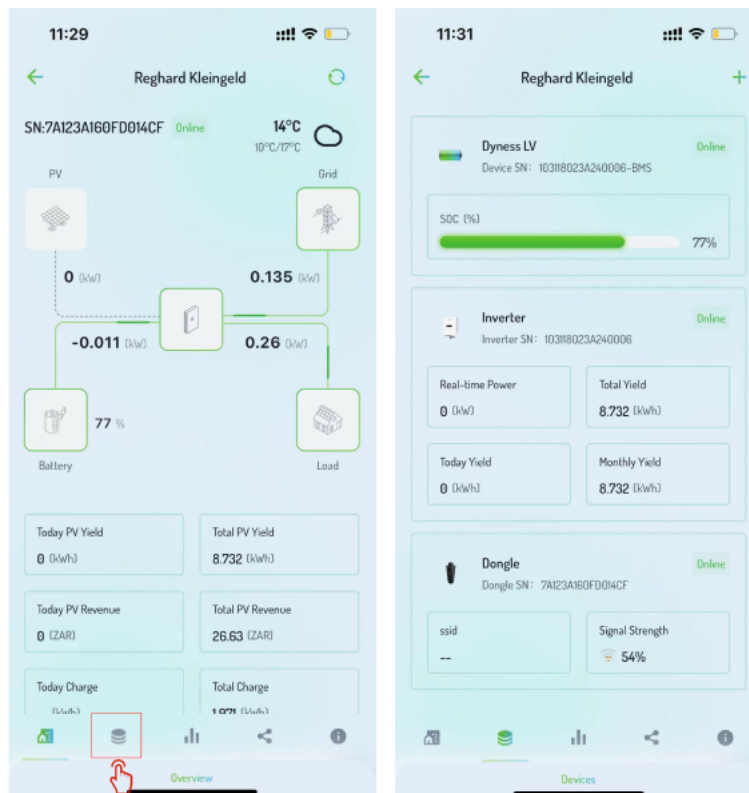 11:29
Reghard Kleingeld
SN:7A123A160FD014CF Online 14°C
10°C/17°C
PV Grid
0 (kW) 0.135 (kW)
-0.011 (kW) 0.26 (kW)
77 %
Battery Load
Today PV Yield Total PV Yield
0 (kWh) 8.732 (kWh)
Today PV Revenue Total PV Revenue
0 (ZAR) 26.63 (ZAR)
Today Charge Total Charge
(kWh) 1.971 (kWh)
Overview
11:31
Reghard Kleingeld
Dyness LV Online
Device SN: 103118023A240006-BMS
SOC (%)
77%
Inverter Online
Inverter SN: 103118023A240006
Real-time Power Total Yield
0 (kW) 8.732 (kWh)
Today Yield Monthly Yield
0 (kWh) 8.732 (kWh)
Dongle Online
Dongle SN: 7A123A160FD014CF
ssid Signal Strength
-- 54%
Devices